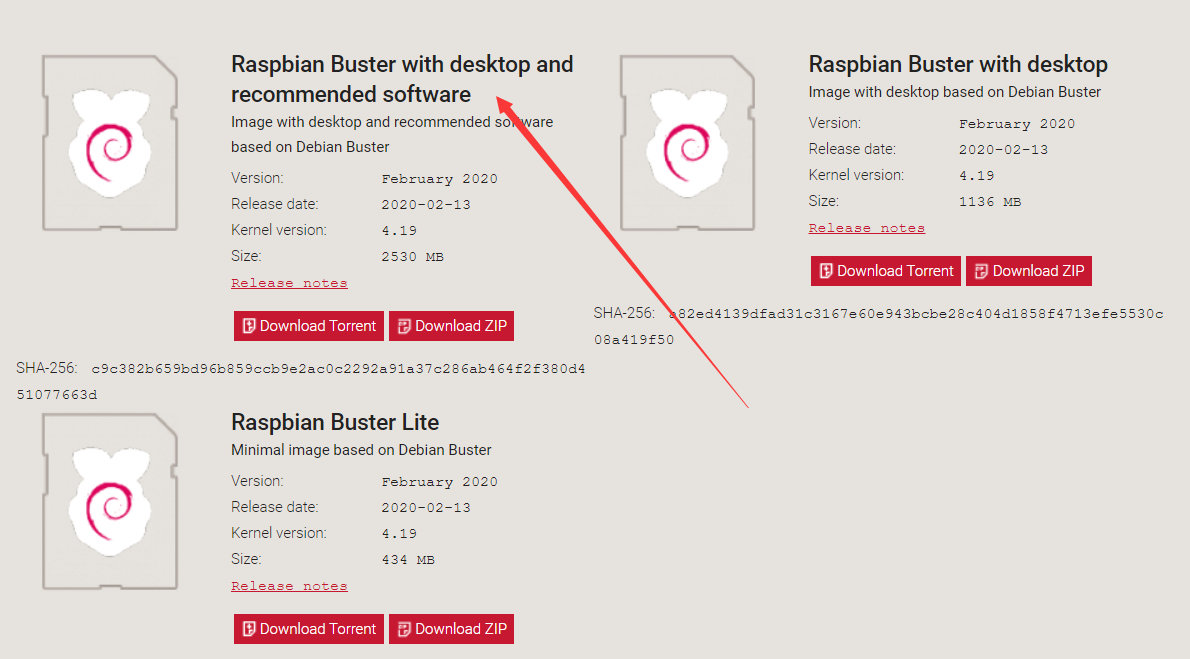 Raspbian Buster with desktop and
recommended software
Image with desktop and recommended software
based on Debian Buster
Version: February 2020
Release date: 2020-02-13
Kernel version: 4.19
Size: 2530 MB
Release notes
Download Torrent Download ZIP
SHA-256: c9c382b659bd96b859ccb9e2ac0c2292a91a37c286ab464f2f380d4
51077663d
Raspbian Buster with desktop
Image with desktop based on Debian Buster
Version: February 2020
Release date: 2020-02-13
Kernel version: 4.19
Size: 1136 MB
Release notes
Download Torrent Download ZIP
SHA-256: a82ed4139dfad31c3167e60e943bcbe28c404d1858f4713efe5530c
08a419f50
Raspbian Buster Lite
Minimal image based on Debian Buster
Version: February 2020
Release date: 2020-02-13
Kernel version: 4.19
Size: 434 MB
Release notes
Download Torrent Download ZIP